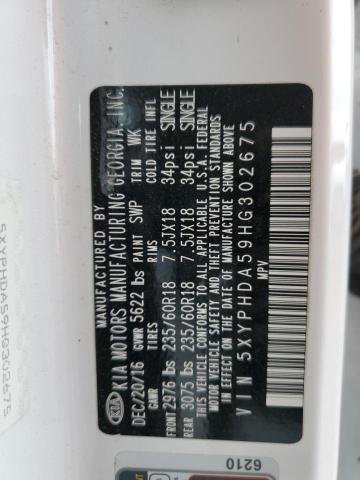 MANUFACTURED BY
KIA KIA MOTORS MANUFACTURING GEORGIA, INC.
DEC/20/16 GVWR 5622 lbs PAINT SWP TRIM WK
GAWR TIRES RIMS COLD TIRE INFL
FRONT 2976 lbs 235/60R18 7.5JX18 34psi SINGLE
REAR 3075 lbs 235/60R18 7.5JX18 34psi SINGLE
THIS VEHICLE CONFORMS TO ALL APPLICABLE U.S.A. FEDERAL
MOTOR VEHICLE SAFETY AND THEFT PREVENTION STANDARDS
IN EFFECT ON THE DATE OF MANUFACTURE SHOWN ABOVE
VIN 5XYPHDA59HG302675
MPV
6210
5XYPHDA59HG302675